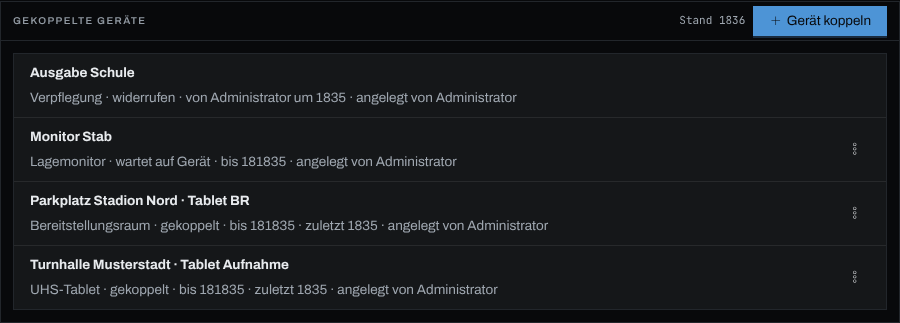 GEKOPPELTE GERÄTE
Stand 1836
+ Gerät koppeln
Ausgabe Schule
Verpflegung · widerrufen · von Administrator um 1835 · angelegt von Administrator
Monitor Stab
Lagemonitor · wartet auf Gerät · bis 181835 · angelegt von Administrator
Parkplatz Stadion Nord · Tablet BR
Bereitstellungsraum · gekoppelt · bis 181835 · zuletzt 1835 · angelegt von Administrator
Turnhalle Musterstadt · Tablet Aufnahme
UHS-Tablet · gekoppelt · bis 181835 · zuletzt 1835 · angelegt von Administrator